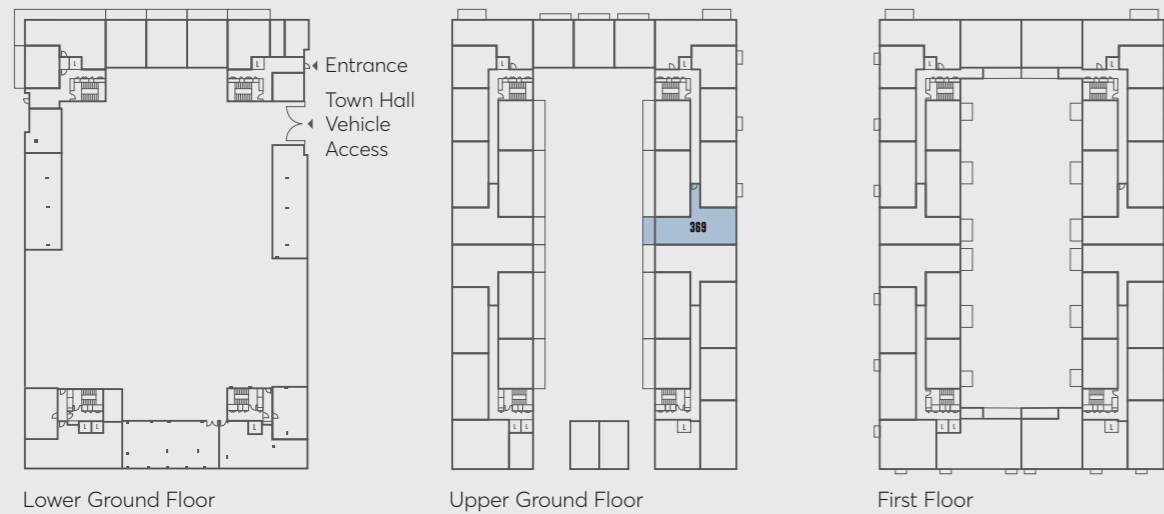 Entrance
Town Hall
Vehicle
Access
L
L
L
L
L
L
L
369
L
L
L
L
L
L
L
L
Lower Ground Floor
Upper Ground Floor
First Floor